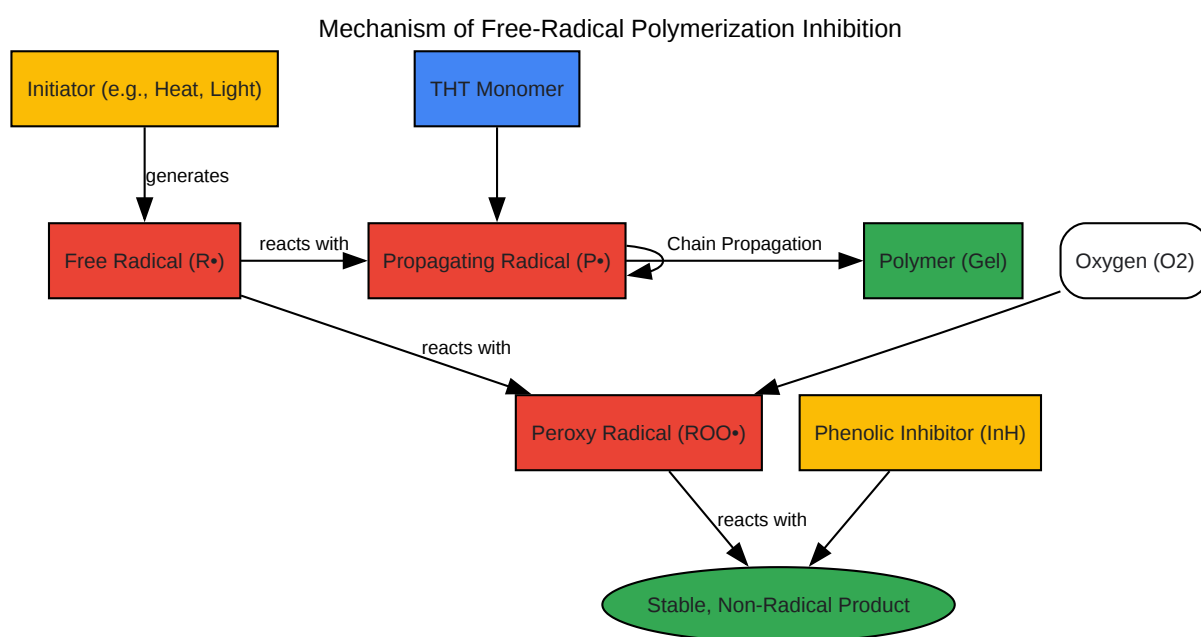 Mechanism of Free-Radical Polymerization Inhibition
Initiator (e.g., Heat, Light)
THT Monomer
generates
Free Radical (R•)
reacts with
Propagating Radical (P•)
Chain Propagation
Polymer (Gel)
Oxygen (O2)
reacts with
Peroxy Radical (ROO•)
Phenolic Inhibitor (InH)
reacts with
Stable, Non-Radical Product